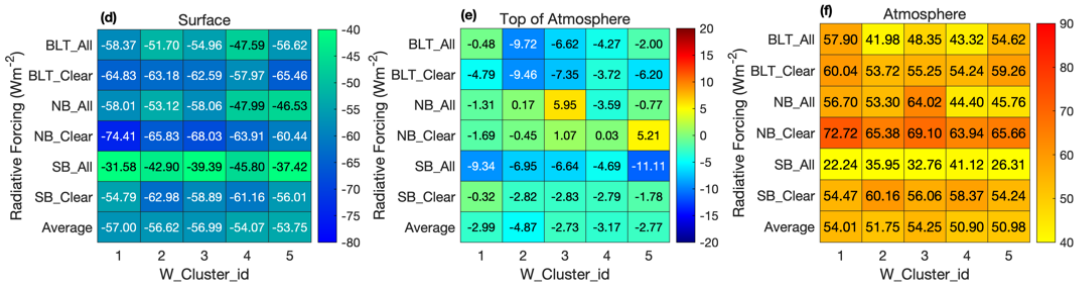 (d) Surface
Radiative Forcing (Wm⁻²)
BLT_All -58.37 -51.70 -54.96 -47.59 -56.62
BLT_Clear -64.83 -63.18 -62.59 -57.97 -65.46
NB_All -58.01 -53.12 -58.06 -47.99 -46.53
NB_Clear -74.41 -65.83 -68.03 -63.91 -60.44
SB_All -31.58 -42.90 -39.39 -45.80 -37.42
SB_Clear -54.79 -62.98 -58.89 -61.16 -56.01
Average -57.00 -56.62 -56.99 -54.07 -53.75
1 2 3 4 5
W_Cluster_id
-40
-45
-50
-55
-60
-65
-70
-75
-80
(e) Top of Atmosphere
BLT_All -0.48 -9.72 -6.62 -4.27 -2.00
BLT_Clear -4.79 -9.46 -7.35 -3.72 -6.20
NB_All -1.31 0.17 5.95 -3.59 -0.77
NB_Clear -1.69 -0.45 1.07 0.03 5.21
SB_All -9.34 -6.95 -6.64 -4.69 -11.11
SB_Clear -0.32 -2.82 -2.83 -2.79 -1.78
Average -2.99 -4.87 -2.73 -3.17 -2.77
1 2 3 4 5
W_Cluster_id
20
15
10
5
0
-5
-10
-15
-20
(f) Atmosphere
Radiative Forcing (Wm⁻²)
BLT_All 57.90 41.98 48.35 43.32 54.62
BLT_Clear 60.04 53.72 55.25 54.24 59.26
NB_All 56.70 53.30 64.02 44.40 45.76
NB_Clear 72.72 65.38 69.10 63.94 65.66
SB_All 22.24 35.95 32.76 41.12 26.31
SB_Clear 54.47 60.16 56.06 58.37 54.24
Average 54.01 51.75 54.25 50.90 50.98
1 2 3 4 5
W_Cluster_id
90
80
70
60
50
40